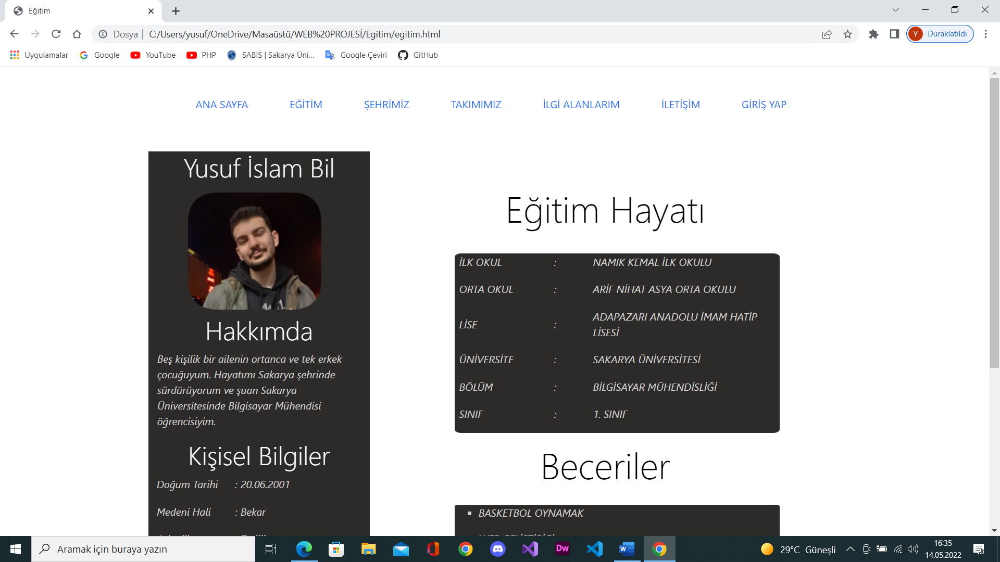 Eğitim
Dosya | C:/Users/yusuf/OneDrive/Masaüstü/WEB%20PROJESİ/Egitim/egitim.html
Y Duraklatıldı
Uygulamalar Google YouTube PHP SABİS | Sakarya Üni... Google Çeviri GitHub
ANA SAYFA EĞİTİM ŞEHRİMİZ TAKIMIMIZ İLGİ ALANLARIM İLETİŞİM GİRİŞ YAP
Yusuf İslam Bil
Hakkımda
Beş kişilik bir ailenin ortanca ve tek erkek
çocuğuyum. Hayatımı Sakarya şehrinde
sürdürüyorum ve şuan Sakarya
Üniversitesinde Bilgisayar Mühendisi
öğrencisiyim.
Kişisel Bilgiler
Doğum Tarihi : 20.06.2001
Medeni Hali : Bekar
Eğitim Hayatı
İLK OKUL : NAMIK KEMAL İLK OKULU
ORTA OKUL : ARİF NİHAT ASYA ORTA OKULU
LİSE : ADAPAZARI ANADOLU İMAM HATİP
LİSESİ
ÜNİVERSİTE : SAKARYA ÜNİVERSİTESİ
BÖLÜM : BİLGİSAYAR MÜHENDİSLİĞİ
SINIF : 1. SINIF
Beceriler
BASKETBOL OYNAMAK
Aramak için buraya yazın
Dw
29°C Güneşli
16:35
14.05.2022